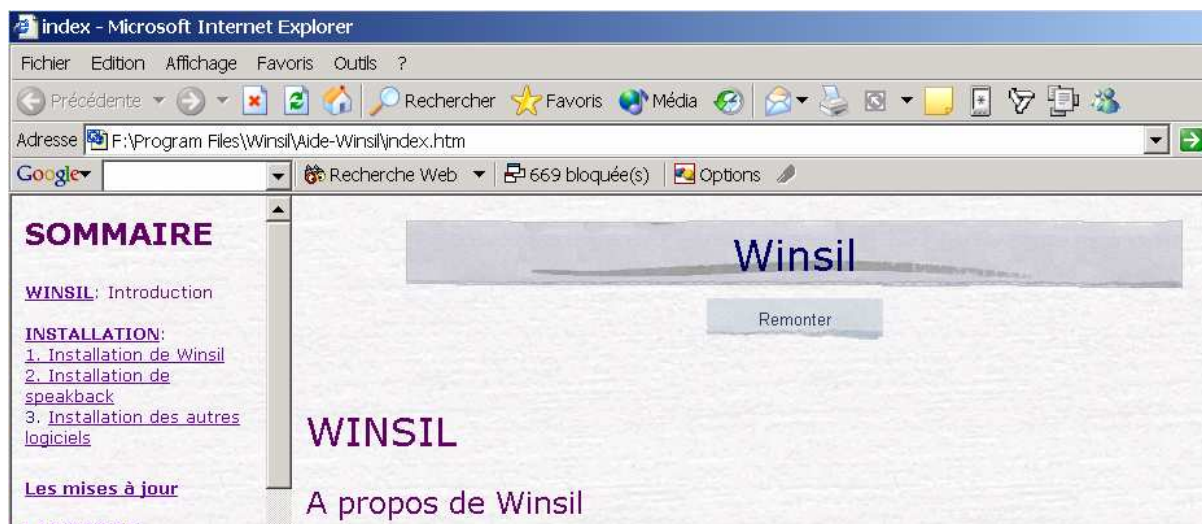 index - Microsoft Internet Explorer
Fichier Edition Affichage Favoris Outils ?
Précédente Rechercher Favoris Média
Adresse F:\Program Files\Winsil\Aide-Winsil\index.htm
Google Recherche Web 669 bloquée(s) Options
SOMMAIRE
WINSIL: Introduction
INSTALLATION:
1. Installation de Winsil
2. Installation de
speakback
3. Installation des autres
logiciels
Les mises à jour
Winsil
Remonter
WINSIL
A propos de Winsil